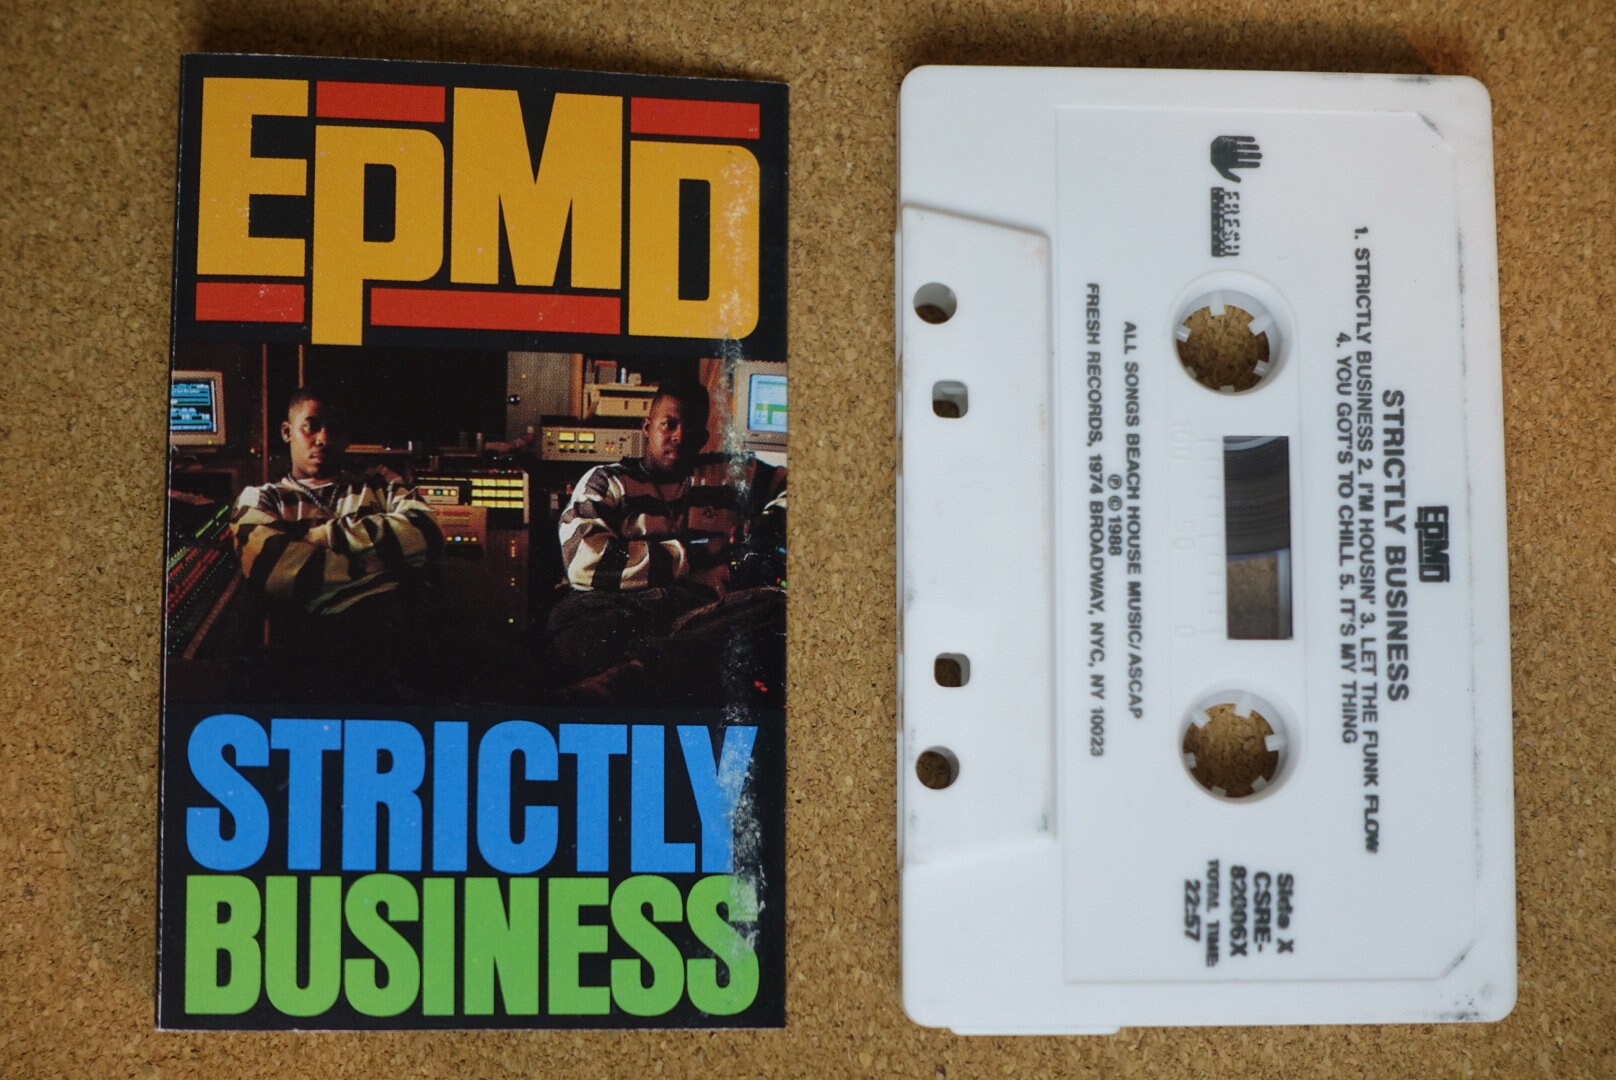 EPMD
STRICTLY
BUSINESS
EPMD
STRICTLY BUSINESS
1. STRICTLY BUSINESS 2. I'M HOUSIN' 3. LET THE FUNK FLOW
4. YOU GOT'S TO CHILL 5. IT'S MY THING
FRESH
Side X
CSRE-
82006X
TOTAL TIME:
22:57
100 50 0
ALL SONGS BEACH HOUSE MUSIC/ASCAP
℗ © 1988
FRESH RECORDS, 1974 BROADWAY, NYC, NY 10023